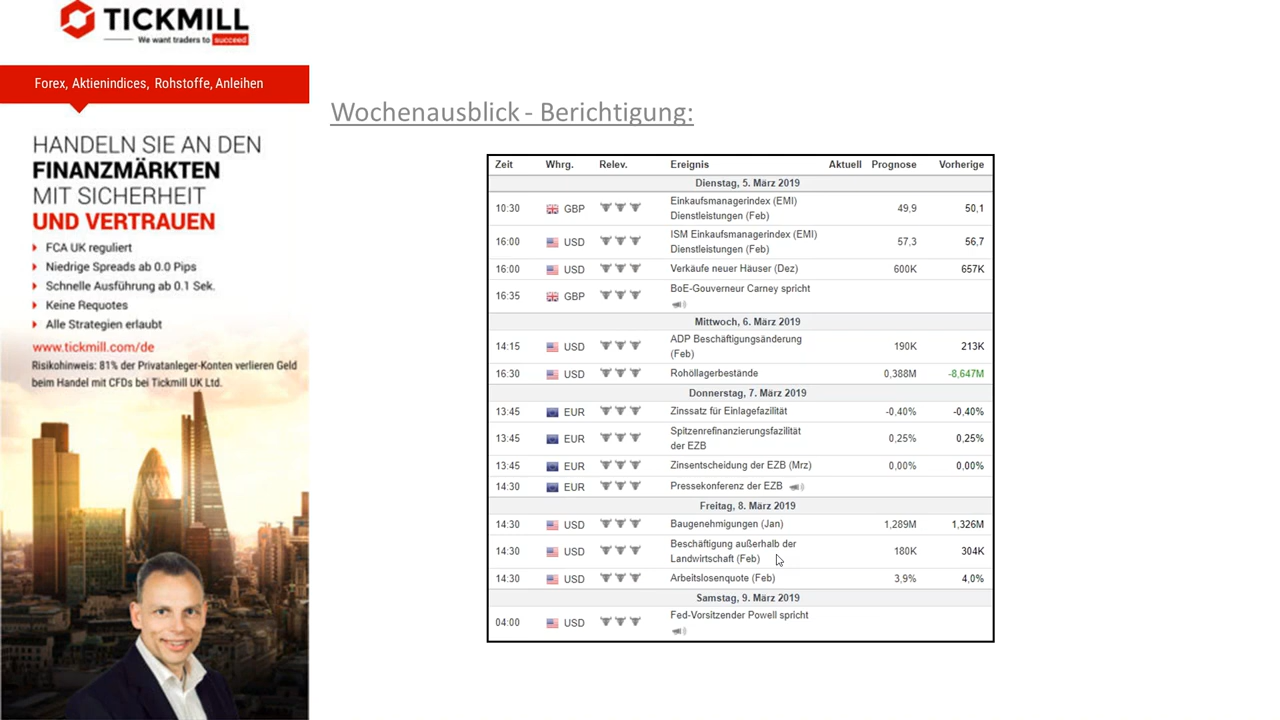 TICKMILL
We want traders to succeed
Forex, Aktienindices, Rohstoffe, Anleihen
HANDELN SIE AN DEN
FINANZMÄRKTEN
MIT SICHERHEIT
UND VERTRAUEN
FCA UK reguliert
Niedrige Spreads ab 0.0 Pips
Schnelle Ausführung ab 0.1 Sek.
Keine Requotes
Alle Strategien erlaubt
www.tickmill.com/de
Risikohinweis: 81% der Privatanleger-Konten verlieren Geld
beim Handel mit CFDs bei Tickmill UK Ltd.
Wochenausblick - Berichtigung:
Zeit Whrg. Relev. Ereignis Aktuell Prognose Vorherige
Dienstag, 5. März 2019
10:30 GBP Einkaufsmanagerindex (EMI) 49,9 50,1
Dienstleistungen (Feb)
16:00 USD ISM Einkaufsmanagerindex (EMI) 57,3 56,7
Dienstleistungen (Feb)
16:00 USD Verkäufe neuer Häuser (Dez) 600K 657K
16:35 GBP BoE-Gouverneur Carney spricht
Mittwoch, 6. März 2019
14:15 USD ADP Beschäftigungsänderung 190K 213K
(Feb)
16:30 USD Rohöllagerbestände 0,388M -8,647M
Donnerstag, 7. März 2019
13:45 EUR Zinssatz für Einlagefazilität -0,40% -0,40%
13:45 EUR Spitzenrefinanzierungsfazilität 0,25% 0,25%
der EZB
13:45 EUR Zinsentscheidung der EZB (Mrz) 0,00% 0,00%
14:30 EUR Pressekonferenz der EZB
Freitag, 8. März 2019
14:30 USD Baugenehmigungen (Jan) 1,289M 1,326M
14:30 USD Beschäftigung außerhalb der 180K 304K
Landwirtschaft (Feb)
14:30 USD Arbeitslosenquote (Feb) 3,9% 4,0%
Samstag, 9. März 2019
04:00 USD Fed-Vorsitzender Powell spricht